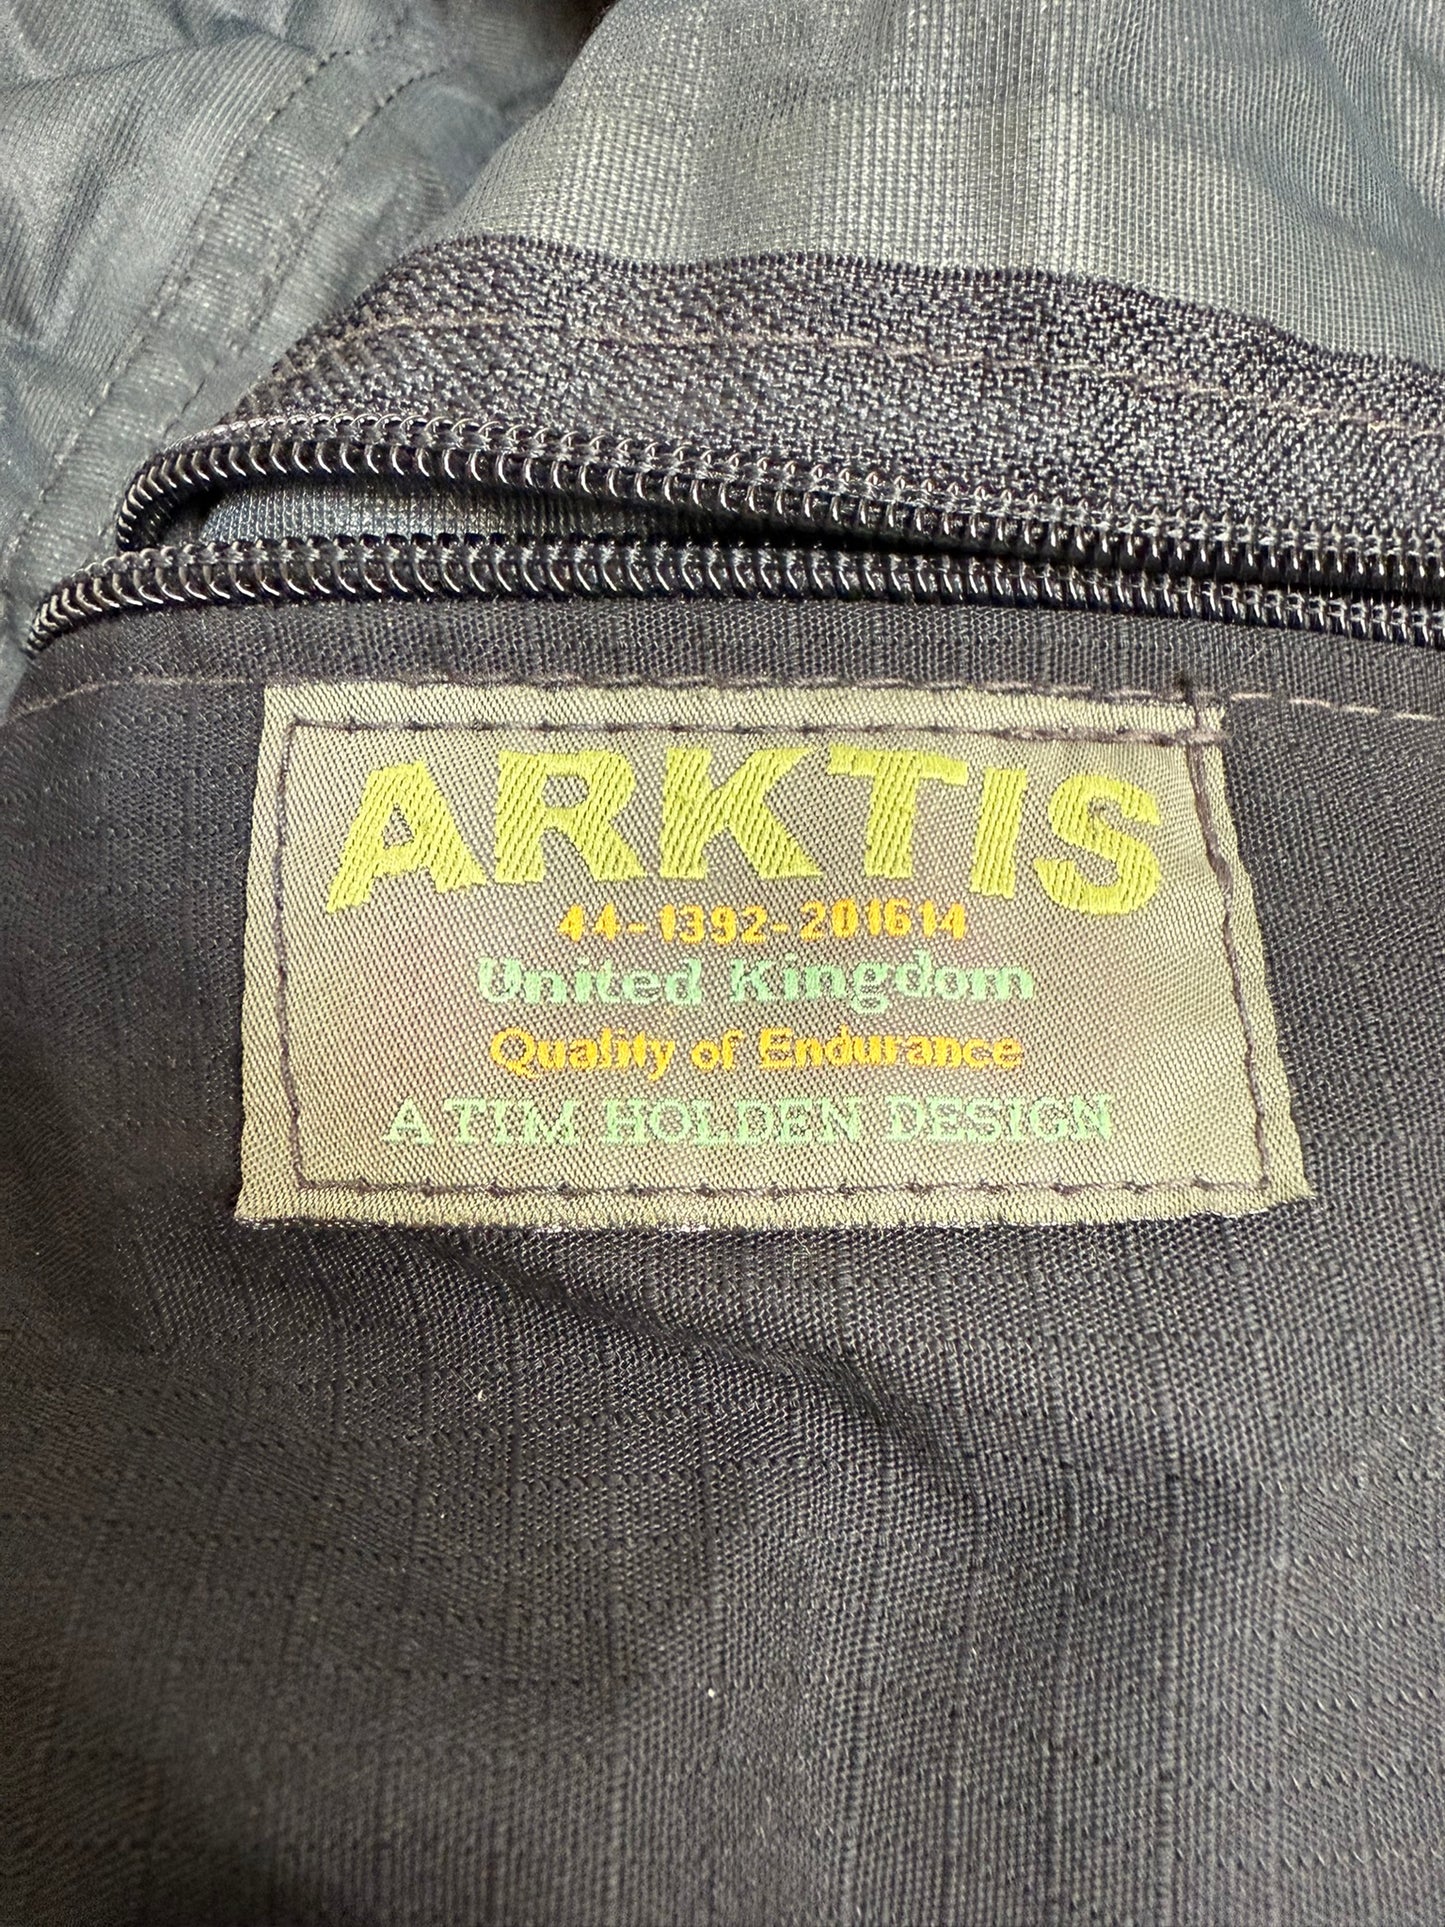 ARKTIS
44-1392-201614
United Kingdom
Quality of Endurance
A TIM HOLDEN DESIGN